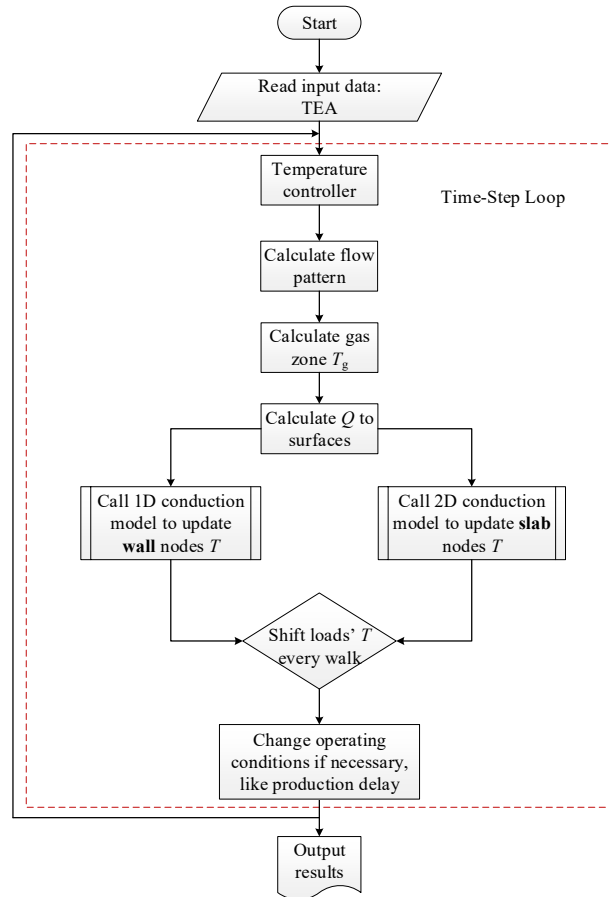 Start
Read input data:
TEA
Temperature
controller
Time-Step Loop
Calculate flow
pattern
Calculate gas
zone Tg
Calculate Q to
surfaces
Call 1D conduction
model to update
wall nodes T
Call 2D conduction
model to update slab
nodes T
Shift loads' T
every walk
Change operating
conditions if necessary,
like production delay
Output
results